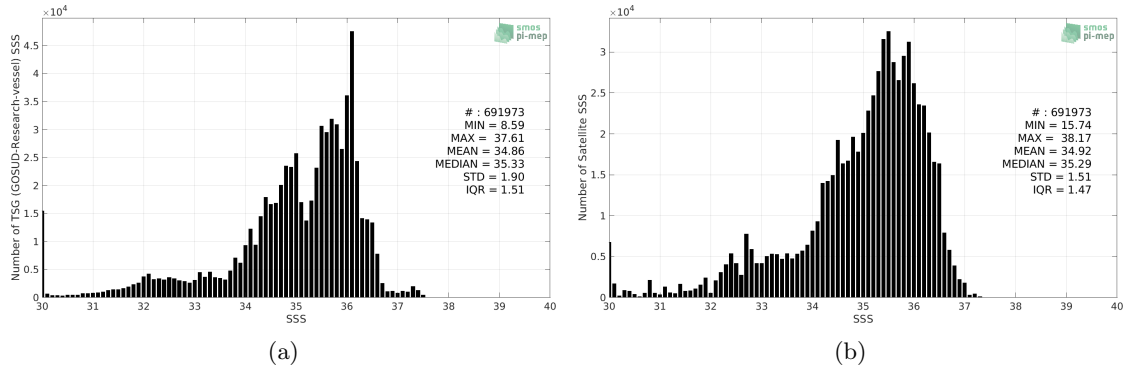 ×10⁴
4.5
4
3.5
3
2.5
2
1.5
1
0.5
0
Number of TSG (GOSUD-Research-vessel) SSS
30 31 32 33 34 35 36 37 38 39 40
SSS
smos
pi-mep
# : 691973
MIN = 8.59
MAX = 37.61
MEAN = 34.86
MEDIAN = 35.33
STD = 1.90
IQR = 1.51
(a)
×10⁴
3
2.5
2
1.5
1
0.5
0
Number of Satellite SSS
30 31 32 33 34 35 36 37 38 39 40
SSS
smos
pi-mep
# : 691973
MIN = 15.74
MAX = 38.17
MEAN = 34.92
MEDIAN = 35.29
STD = 1.51
IQR = 1.47
(b)